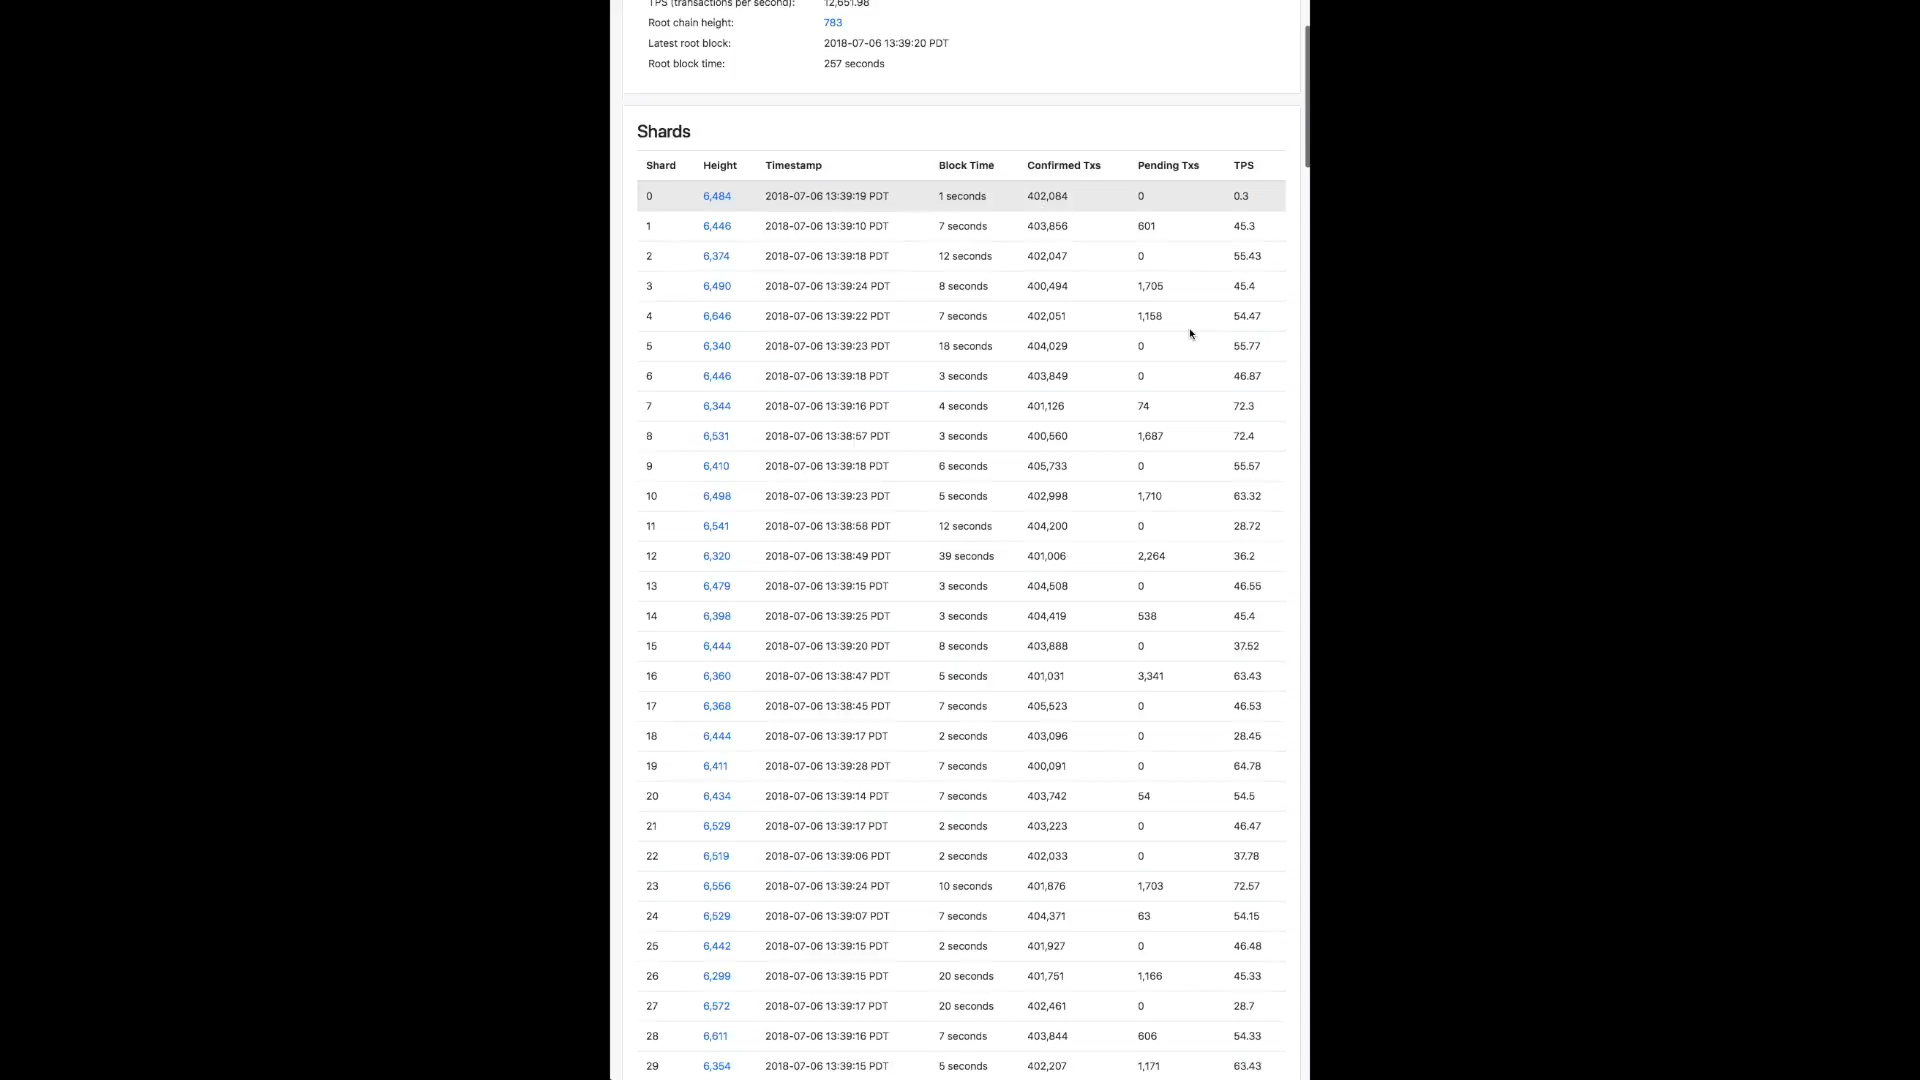 TPS (transactions per second): 12,651.98
Root chain height: 783
Latest root block: 2018-07-06 13:39:20 PDT
Root block time: 257 seconds
Shards
Shard Height Timestamp Block Time Confirmed Txs Pending Txs TPS
0 6,484 2018-07-06 13:39:19 PDT 1 seconds 402,084 0 0.3
1 6,446 2018-07-06 13:39:10 PDT 7 seconds 403,856 601 45.3
2 6,374 2018-07-06 13:39:18 PDT 12 seconds 402,047 0 55.43
3 6,490 2018-07-06 13:39:24 PDT 8 seconds 400,494 1,705 45.4
4 6,646 2018-07-06 13:39:22 PDT 7 seconds 402,051 1,158 54.47
5 6,340 2018-07-06 13:39:23 PDT 18 seconds 404,029 0 55.77
6 6,446 2018-07-06 13:39:18 PDT 3 seconds 403,849 0 46.87
7 6,344 2018-07-06 13:39:16 PDT 4 seconds 401,126 74 72.3
8 6,531 2018-07-06 13:38:57 PDT 3 seconds 400,560 1,687 72.4
9 6,410 2018-07-06 13:39:18 PDT 6 seconds 405,733 0 55.57
10 6,498 2018-07-06 13:39:23 PDT 5 seconds 402,998 1,710 63.32
11 6,541 2018-07-06 13:38:58 PDT 12 seconds 404,200 0 28.72
12 6,320 2018-07-06 13:38:49 PDT 39 seconds 401,006 2,264 36.2
13 6,479 2018-07-06 13:39:15 PDT 3 seconds 404,508 0 46.55
14 6,398 2018-07-06 13:39:25 PDT 3 seconds 404,419 538 45.4
15 6,444 2018-07-06 13:39:20 PDT 8 seconds 403,888 0 37.52
16 6,360 2018-07-06 13:38:47 PDT 5 seconds 401,031 3,341 63.43
17 6,368 2018-07-06 13:38:45 PDT 7 seconds 405,523 0 46.53
18 6,444 2018-07-06 13:39:17 PDT 2 seconds 403,096 0 28.45
19 6,411 2018-07-06 13:39:28 PDT 7 seconds 400,091 0 64.78
20 6,434 2018-07-06 13:39:14 PDT 7 seconds 403,742 54 54.5
21 6,529 2018-07-06 13:39:17 PDT 2 seconds 403,223 0 46.47
22 6,519 2018-07-06 13:39:06 PDT 2 seconds 402,033 0 37.78
23 6,556 2018-07-06 13:39:24 PDT 10 seconds 401,876 1,703 72.57
24 6,529 2018-07-06 13:39:07 PDT 7 seconds 404,371 63 54.15
25 6,442 2018-07-06 13:39:15 PDT 2 seconds 401,927 0 46.48
26 6,299 2018-07-06 13:39:15 PDT 20 seconds 401,751 1,166 45.33
27 6,572 2018-07-06 13:39:17 PDT 20 seconds 402,461 0 28.7
28 6,611 2018-07-06 13:39:16 PDT 7 seconds 403,844 606 54.33
29 6,354 2018-07-06 13:39:15 PDT 5 seconds 402,207 1,171 63.43